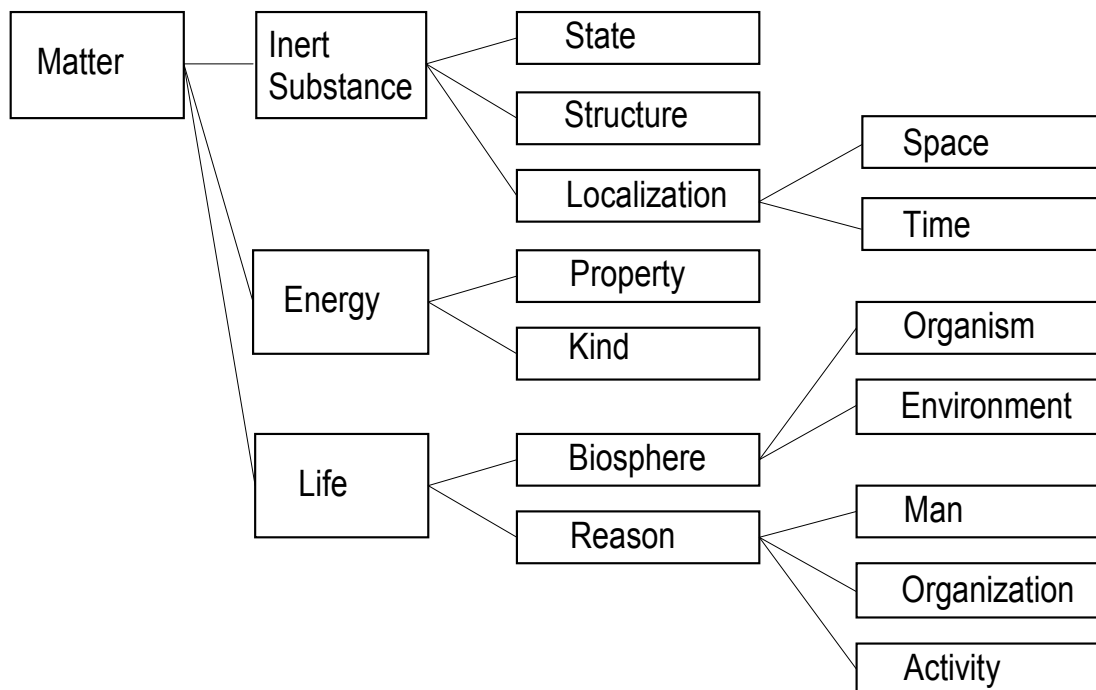 Matter
Inert
Substance
State
Structure
Localization
Space
Time
Energy
Property
Kind
Life
Biosphere
Organism
Environment
Reason
Man
Organization
Activity